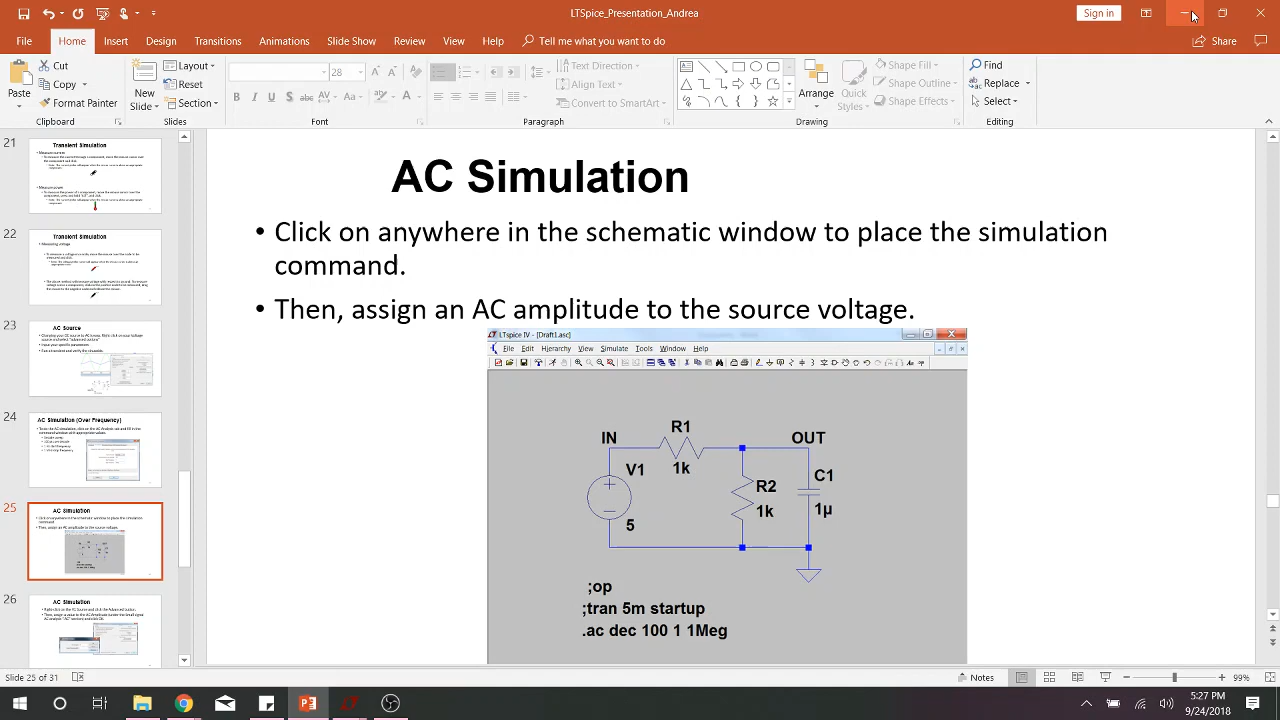 LTSpice_Presentation_Andrea
Sign in
File Home Insert Design Transitions Animations Slide Show Review View Help Tell me what you want to do Share
Paste
Cut
Copy
Format Painter
Clipboard
New
Slide
Layout
Reset
Section
Slides
28
B I U S abc AV Aa A
Font
Text Direction
Align Text
Convert to SmartArt
Paragraph
Arrange
Quick
Styles
Shape Fill
Shape Outline
Shape Effects
Drawing
Find
Replace
Select
Editing
21
Transient Simulation
22
Transient Simulation
23
AC Source
24
AC Simulation (Over Frequency)
25
AC Simulation
26
AC Simulation
AC Simulation
• Click on anywhere in the schematic window to place the simulation
command.
• Then, assign an AC amplitude to the source voltage.
LTspice IV - [Draft1.asc]
File Edit Hierarchy View Simulate Tools Window Help
R1
IN
OUT
1k
V1
C1
R2
1k
1µ
5
;op
;tran 5m startup
.ac dec 100 1 1Meg
Slide 25 of 31
Notes
99%
5:27 PM
9/24/2018